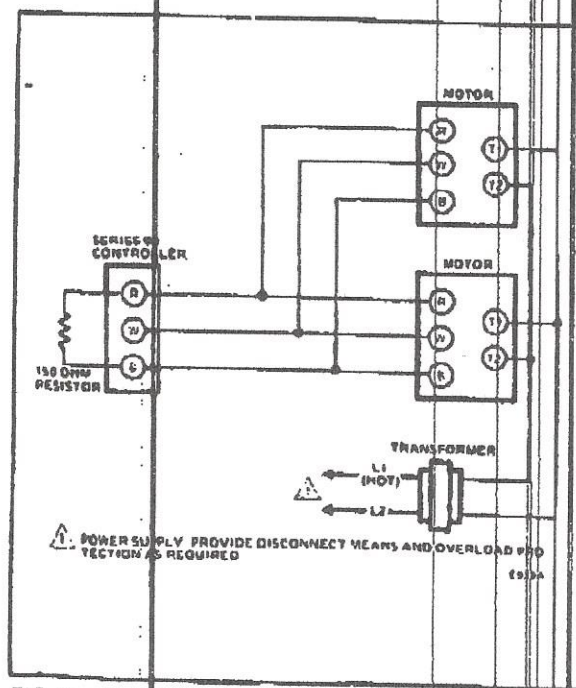 MOTOR
R
W
B
T1
T2
SERIES 90
CONTROLLER
MOTOR
R
W
B
T1
T2
R
W
B
150 OHM
RESISTOR
TRANSFORMER
L1
(HOT)
L2
1
1 POWER SUPPLY PROVIDE DISCONNECT MEANS AND OVERLOAD PRO
TECTION AS REQUIRED